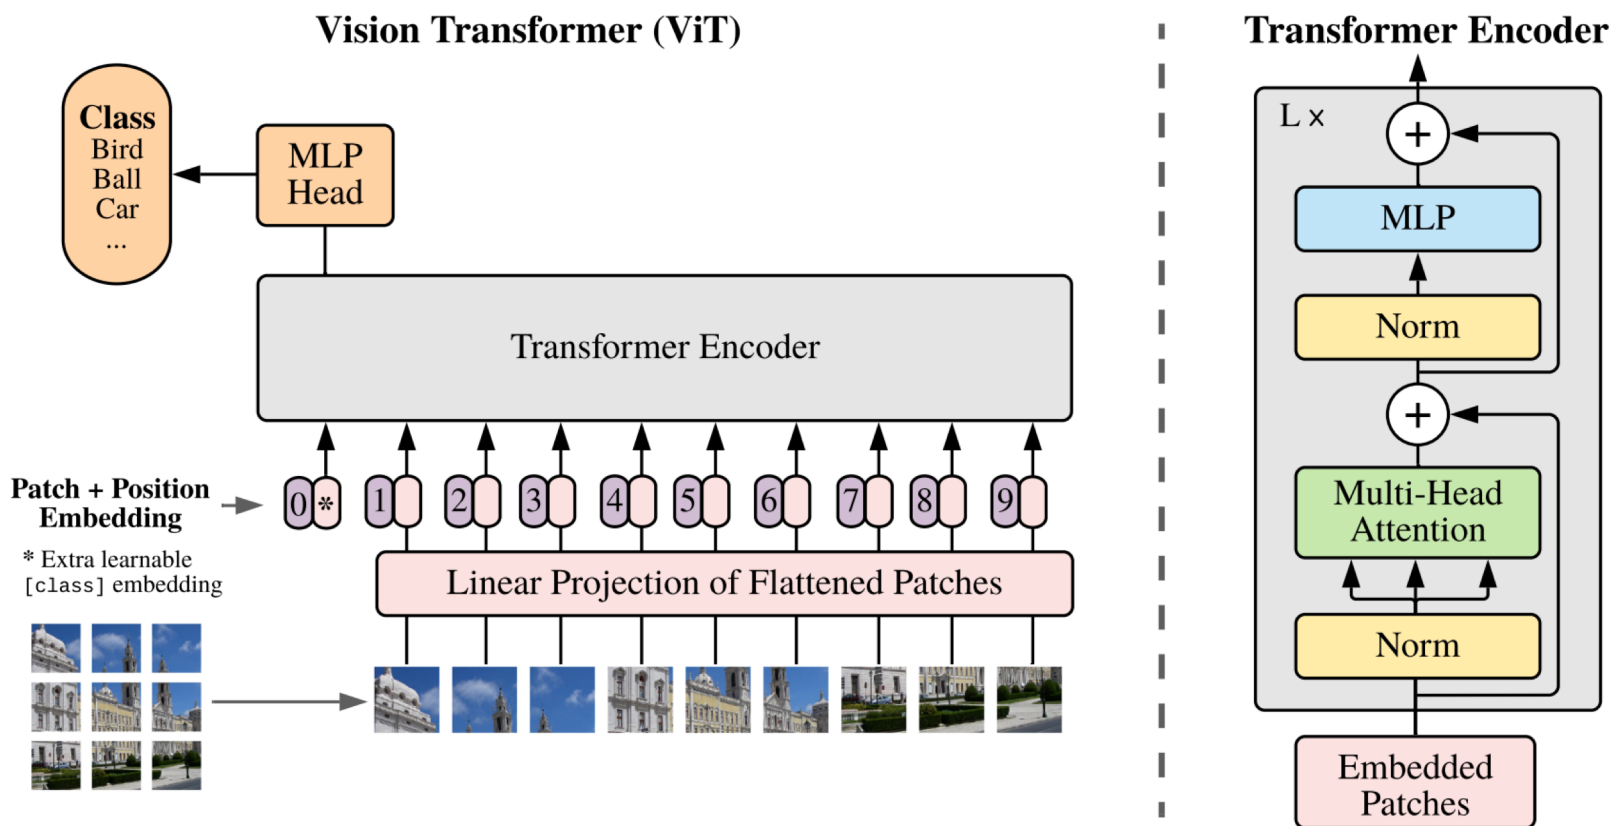 Vision Transformer (ViT)
Class
Bird
Ball
Car
...
MLP
Head
Transformer Encoder
Patch + Position
Embedding
0 * 1 2 3 4 5 6 7 8 9
* Extra learnable
[class] embedding
Linear Projection of Flattened Patches
Transformer Encoder
L x
+
MLP
Norm
+
Multi-Head
Attention
Norm
Embedded
Patches